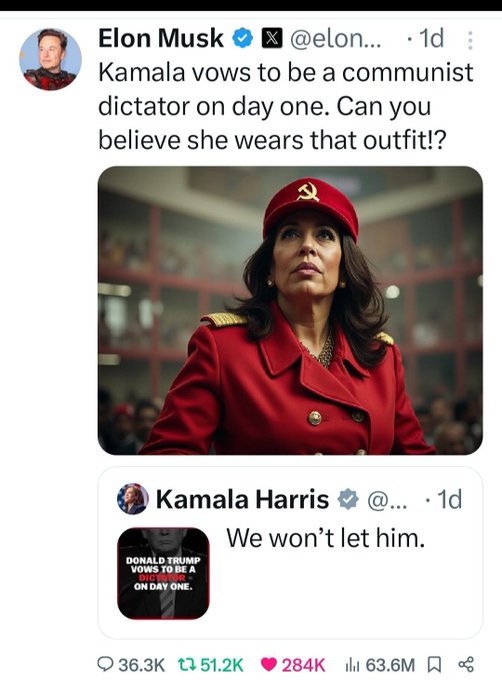 Elon Musk @elon... · 1d
Kamala vows to be a communist
dictator on day one. Can you
believe she wears that outfit!?
Kamala Harris @... · 1d
We won’t let him.
DONALD TRUMP
VOWS TO BE A
DICTATOR
ON DAY ONE.
36.3K 51.2K 284K 63.6M